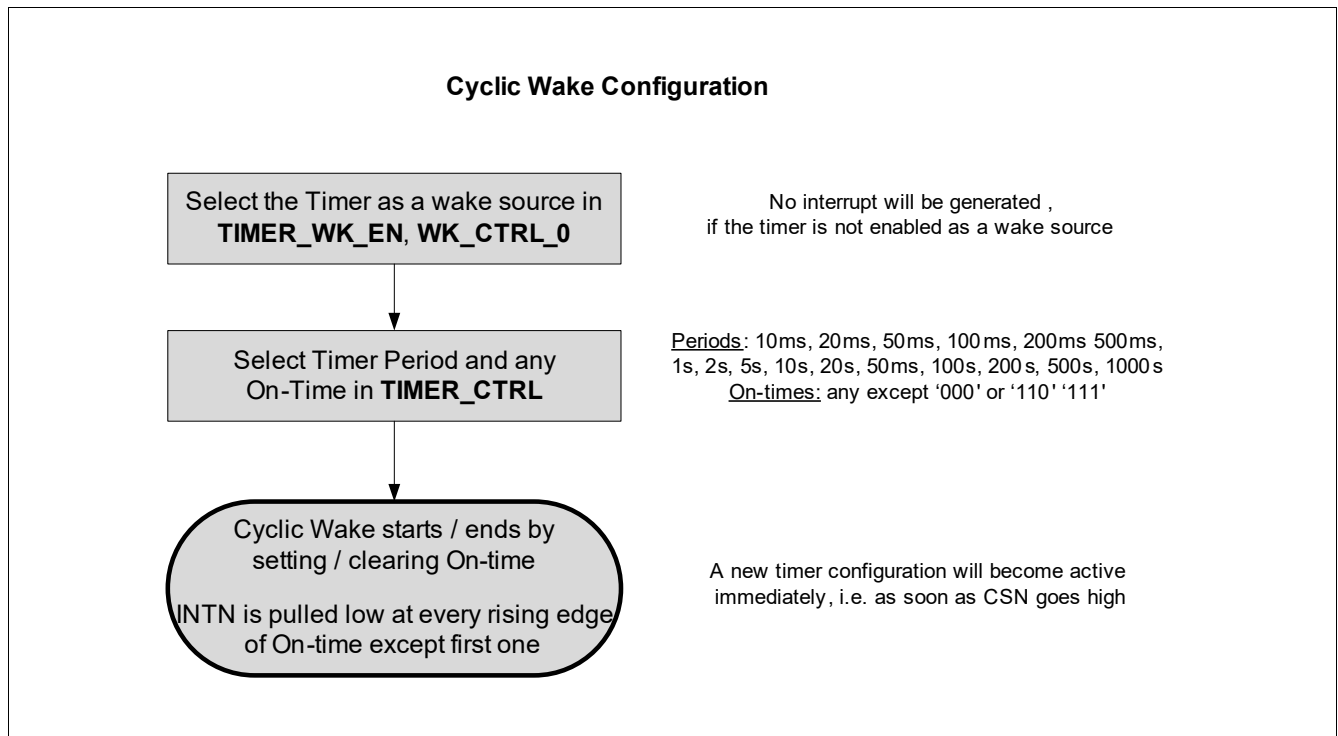 Cyclic Wake Configuration
Select the Timer as a wake source in
TIMER_WK_EN, WK_CTRL_0
No interrupt will be generated ,
if the timer is not enabled as a wake source
Select Timer Period and any
On-Time in TIMER_CTRL
Periods: 10ms, 20ms, 50ms, 100ms, 200ms 500ms,
1s, 2s, 5s, 10s, 20s, 50ms, 100s, 200s, 500s, 1000s
On-times: any except ‘000' or ‘110' ‘111'
Cyclic Wake starts / ends by
setting / clearing On-time
INTN is pulled low at every rising edge
of On-time except first one
A new timer configuration will become active
immediately, i.e. as soon as CSN goes high